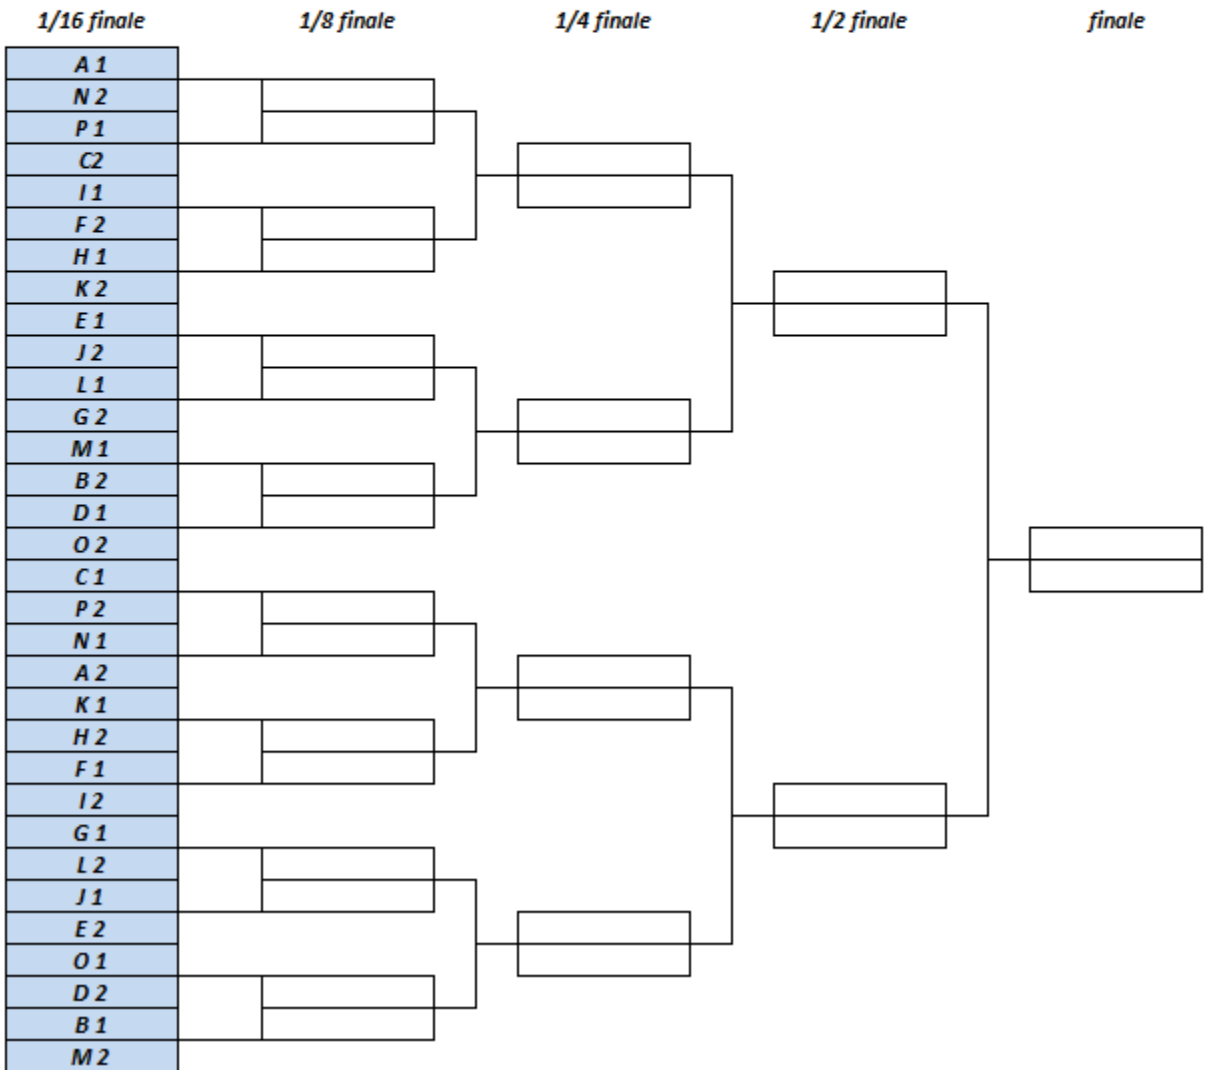 1/16 finale 1/8 finale 1/4 finale 1/2 finale finale
A 1
N 2
P 1
C2
I 1
F 2
H 1
K 2
E 1
J 2
L 1
G 2
M 1
B 2
D 1
O 2
C 1
P 2
N 1
A 2
K 1
H 2
F 1
I 2
G 1
L 2
J 1
E 2
O 1
D 2
B 1
M 2